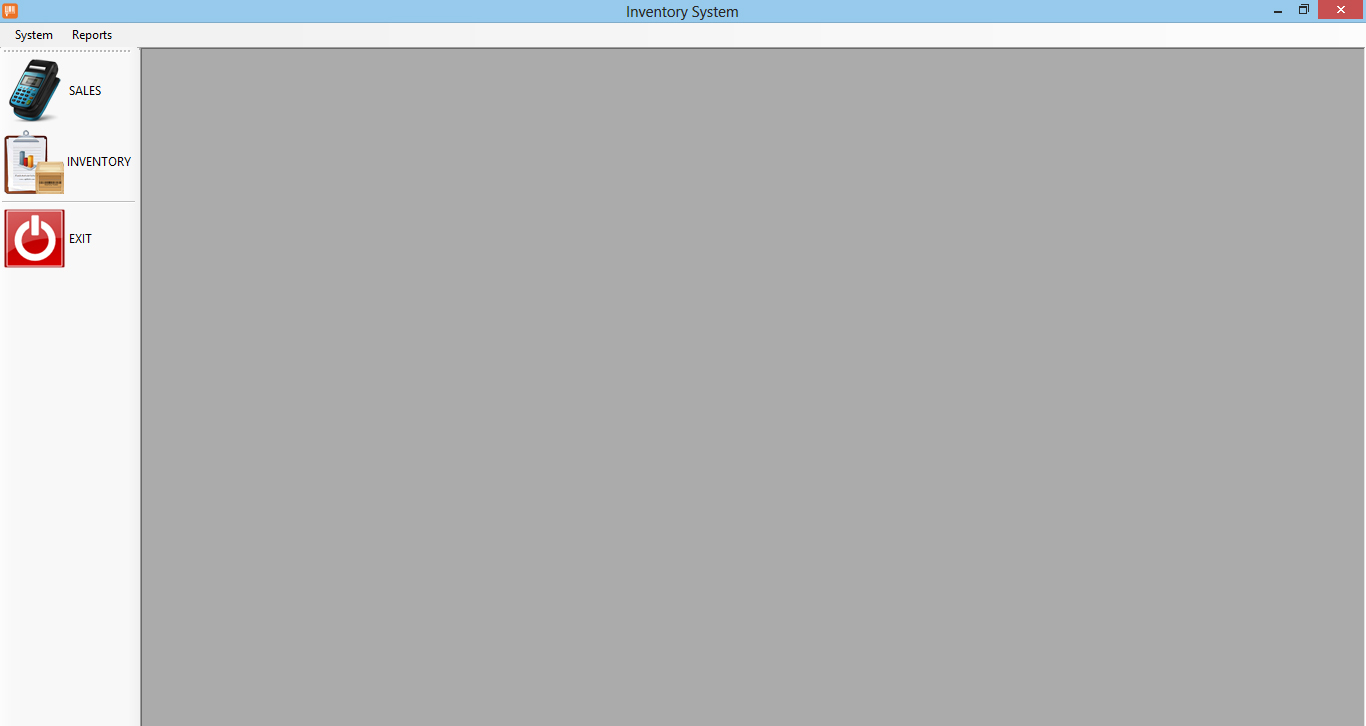 Inventory System
System Reports
SALES
INVENTORY
EXIT